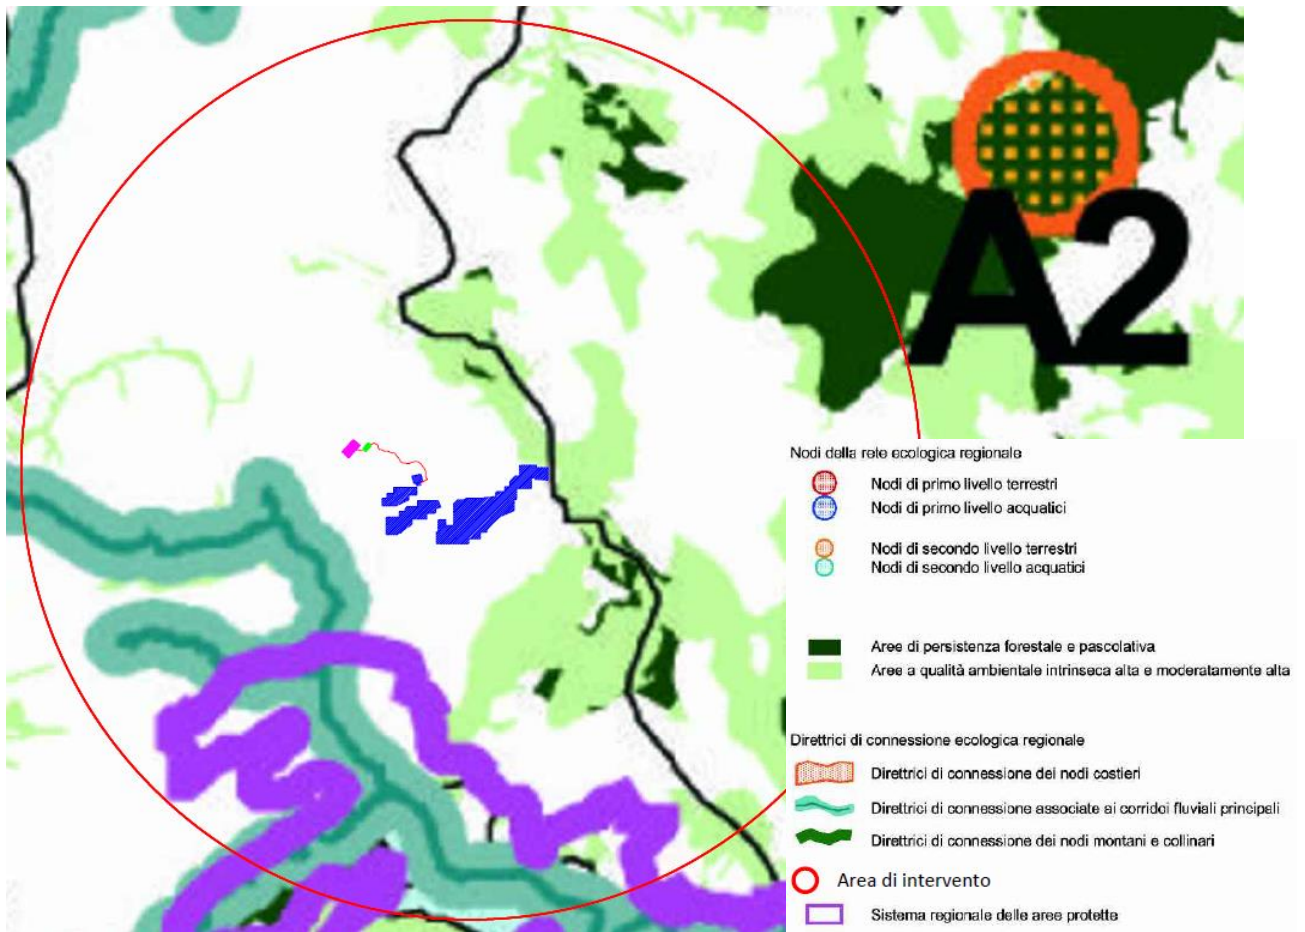 A2
Nodi della rete ecologica regionale
Nodi di primo livello terrestri
Nodi di primo livello acquatici
Nodi di secondo livello terrestri
Nodi di secondo livello acquatici
Aree di persistenza forestale e pascolativa
Aree a qualità ambientale intrinseca alta e moderatamente alta
Direttrici di connessione ecologica regionale
Direttrici di connessione dei nodi costieri
Direttrici di connessione associate ai corridoi fluviali principali
Direttrici di connessione dei nodi montani e collinari
Area di intervento
Sistema regionale delle aree protette